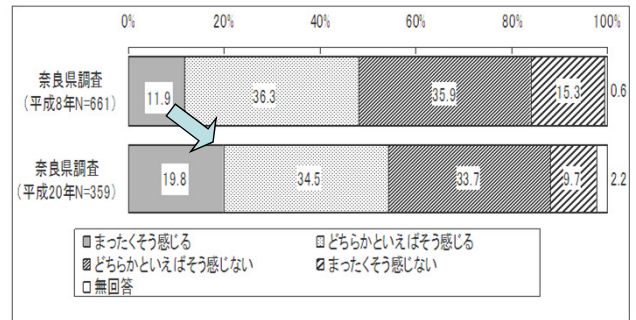 0% 20% 40% 60% 80% 100%
奈良県調査
(平成8年N=661)
11.9 36.3 35.9 15.3 0.6
奈良県調査
(平成20年N=359)
19.8 34.5 33.7 9.7 2.2
まったくそう感じる どちらかといえばそう感じる
どちらかといえばそう感じない まったくそう感じない
無回答